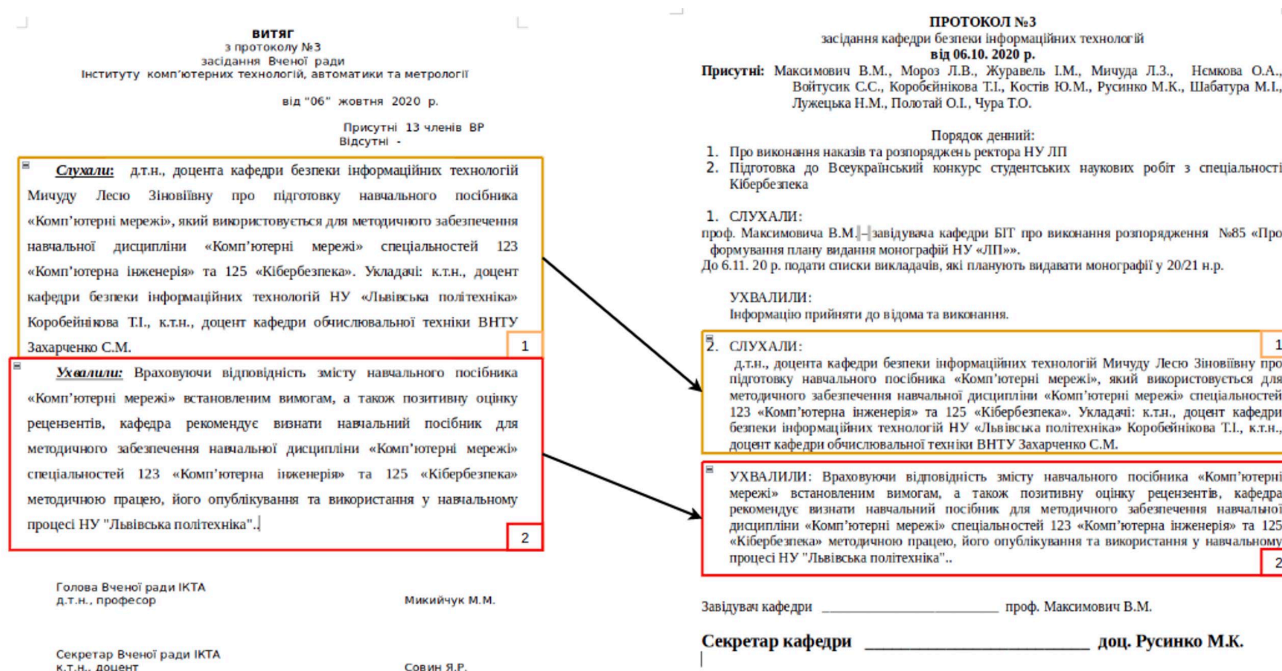 ВИТЯГ
з протоколу №3
засідання Вченої ради
Інституту комп’ютерних технологій, автоматики та метрології
від "06" жовтня 2020 р.
Присутні 13 членів ВР
Відсутні -
Слухали: д.т.н., доцента кафедри безпеки інформаційних технологій
Мичуду Лесю Зіновіївну про підготовку навчального посібника
«Комп’ютерні мережі», який використовується для методичного забезпечення
навчальної дисципліни «Комп’ютерні мережі» спеціальностей 123
«Комп’ютерна інженерія» та 125 «Кібербезпека». Укладачі: к.т.н., доцент
кафедри безпеки інформаційних технологій НУ «Львівська політехніка»
Коробейнікова Т.І., к.т.н., доцент кафедри обчислювальної техніки ВНТУ
Захарченко С.М.
1
Ухвалили: Враховуючи відповідність змісту навчального посібника
«Комп’ютерні мережі» встановленим вимогам, а також позитивну оцінку
рецензентів, кафедра рекомендує визнати навчальний посібник для
методичного забезпечення навчальної дисципліни «Комп’ютерні мережі»
спеціальностей 123 «Комп’ютерна інженерія» та 125 «Кібербезпека»
методичною працею, його опублікування та використання у навчальному
процесі НУ "Львівська політехніка"..
2
Голова Вченої ради ІКТА
д.т.н., професор Микийчук М.М.
Секретар Вченої ради ІКТА
к.т.н., доцент Совин Я.Р.
ПРОТОКОЛ №3
засідання кафедри безпеки інформаційних технологій
від 06.10. 2020 р.
Присутні: Максимович В.М., Мороз Л.В., Журавель І.М., Мичуда Л.З., Нємкова О.А.,
Войтусик С.С., Коробєйнікова Т.І., Костів Ю.М., Русинко М.К., Шабатура М.І.,
Лужецька Н.М., Полотай О.І., Чура Т.О.
Порядок денний:
1. Про виконання наказів та розпоряджень ректора НУ ЛП
2. Підготовка до Всеукраїнський конкурс студентських наукових робіт з спеціальності
Кібербезпека
1. СЛУХАЛИ:
проф. Максимовича В.М. – завідувача кафедри БІТ про виконання розпорядження №85 «Про
формування плану видання монографій НУ «ЛП»».
До 6.11. 20 р. подати списки викладачів, які планують видавати монографії у 20/21 н.р.
УХВАЛИЛИ:
Інформацію прийняти до відома та виконання.
2. СЛУХАЛИ:
1
д.т.н., доцента кафедри безпеки інформаційних технологій Мичуду Лесю Зіновіївну про
підготовку навчального посібника «Комп’ютерні мережі», який використовується для
методичного забезпечення навчальної дисципліни «Комп’ютерні мережі» спеціальностей
123 «Комп’ютерна інженерія» та 125 «Кібербезпека». Укладачі: к.т.н., доцент кафедри
безпеки інформаційних технологій НУ «Львівська політехніка» Коробейнікова Т.І., к.т.н.,
доцент кафедри обчислювальної техніки ВНТУ Захарченко С.М.
УХВАЛИЛИ: Враховуючи відповідність змісту навчального посібника «Комп’ютерні
мережі» встановленим вимогам, а також позитивну оцінку рецензентів, кафедра
рекомендує визнати навчальний посібник для методичного забезпечення навчальної
дисципліни «Комп’ютерні мережі» спеціальностей 123 «Комп’ютерна інженерія» та 125
«Кібербезпека» методичною працею, його опублікування та використання у навчальному
процесі НУ "Львівська політехніка"..
2
Завідувач кафедри ____________________ проф. Максимович В.М.
Секретар кафедри ____________________ доц. Русинко М.К.